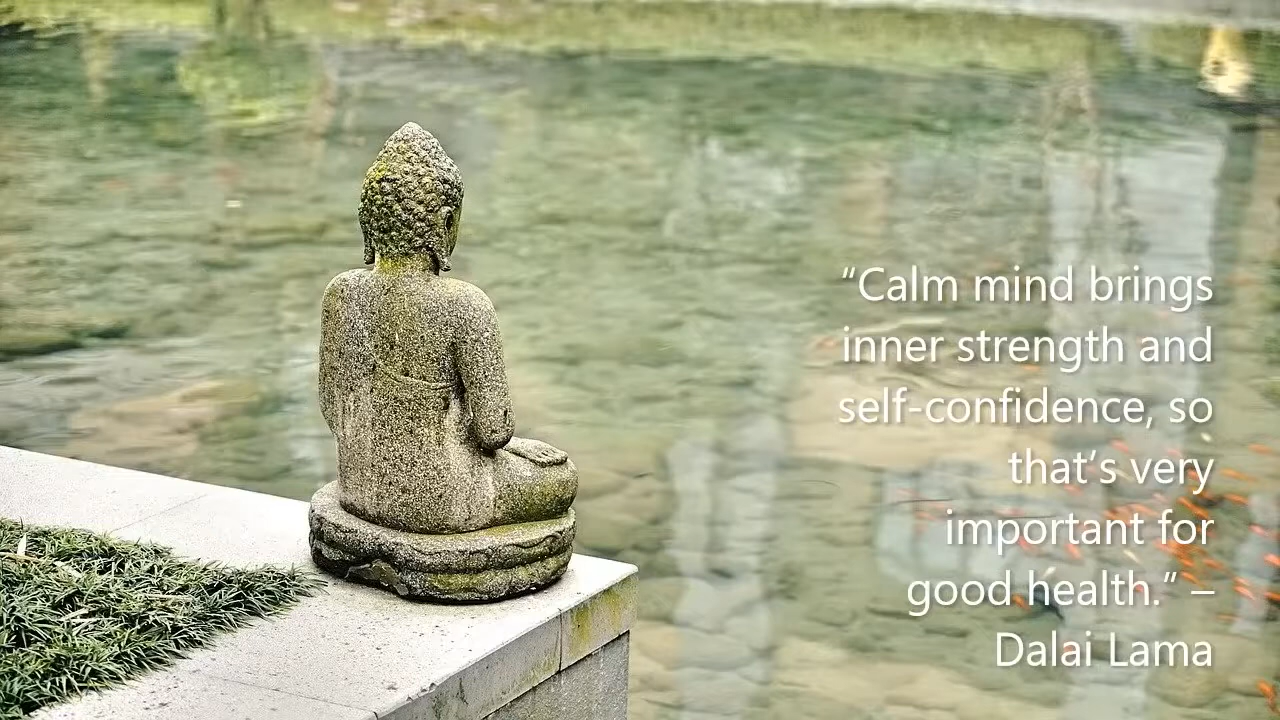 “Calm mind brings
inner strength and
self-confidence, so
that’s very
important for
good health.” –
Dalai Lama